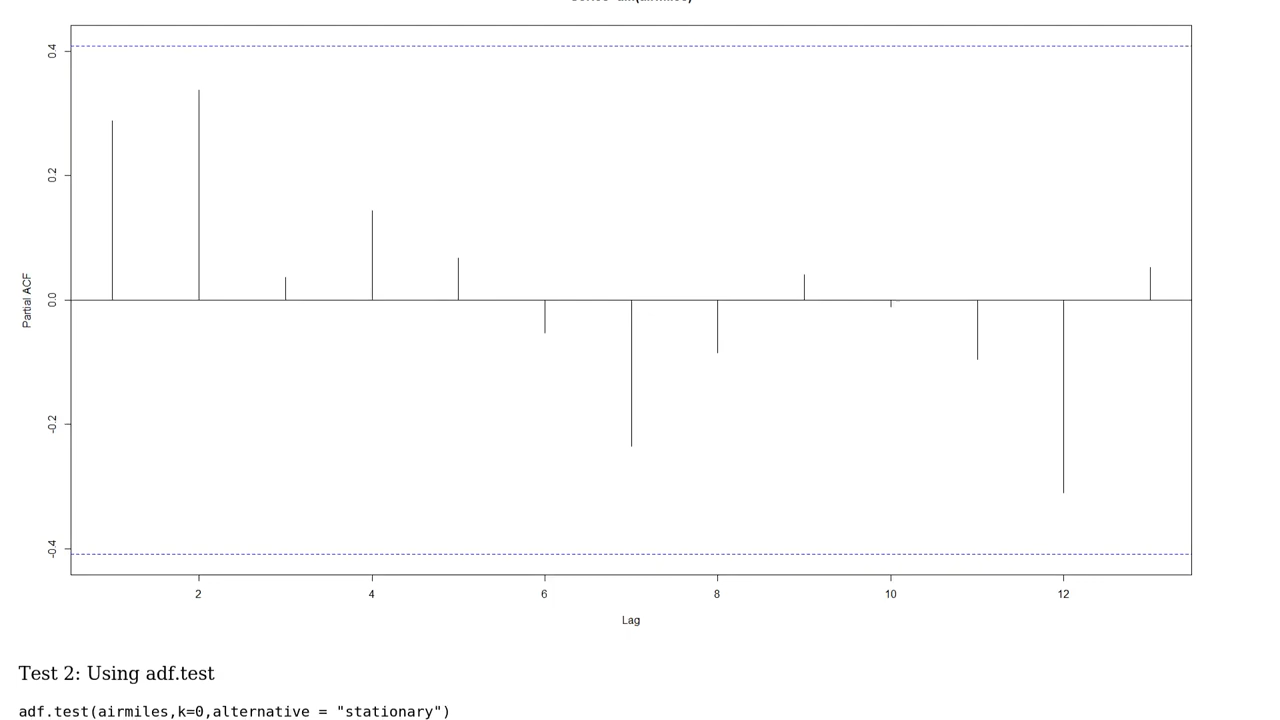 0.4
0.2
0.0
-0.2
-0.4
Partial ACF
2 4 6 8 10 12
Lag
Test 2: Using adf.test
adf.test(airmiles,k=0,alternative = "stationary")